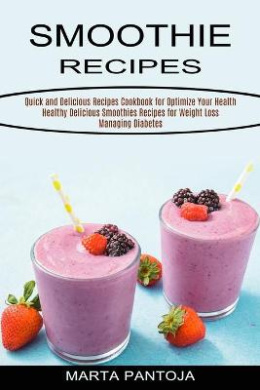 SMOOTHIE
RECIPES
Quick and Delicious Recipes Cookbook for Optimize Your Health
Healthy Delicious Smoothies Recipes for Weight Loss
Managing Diabetes
MARTA PANTOJA